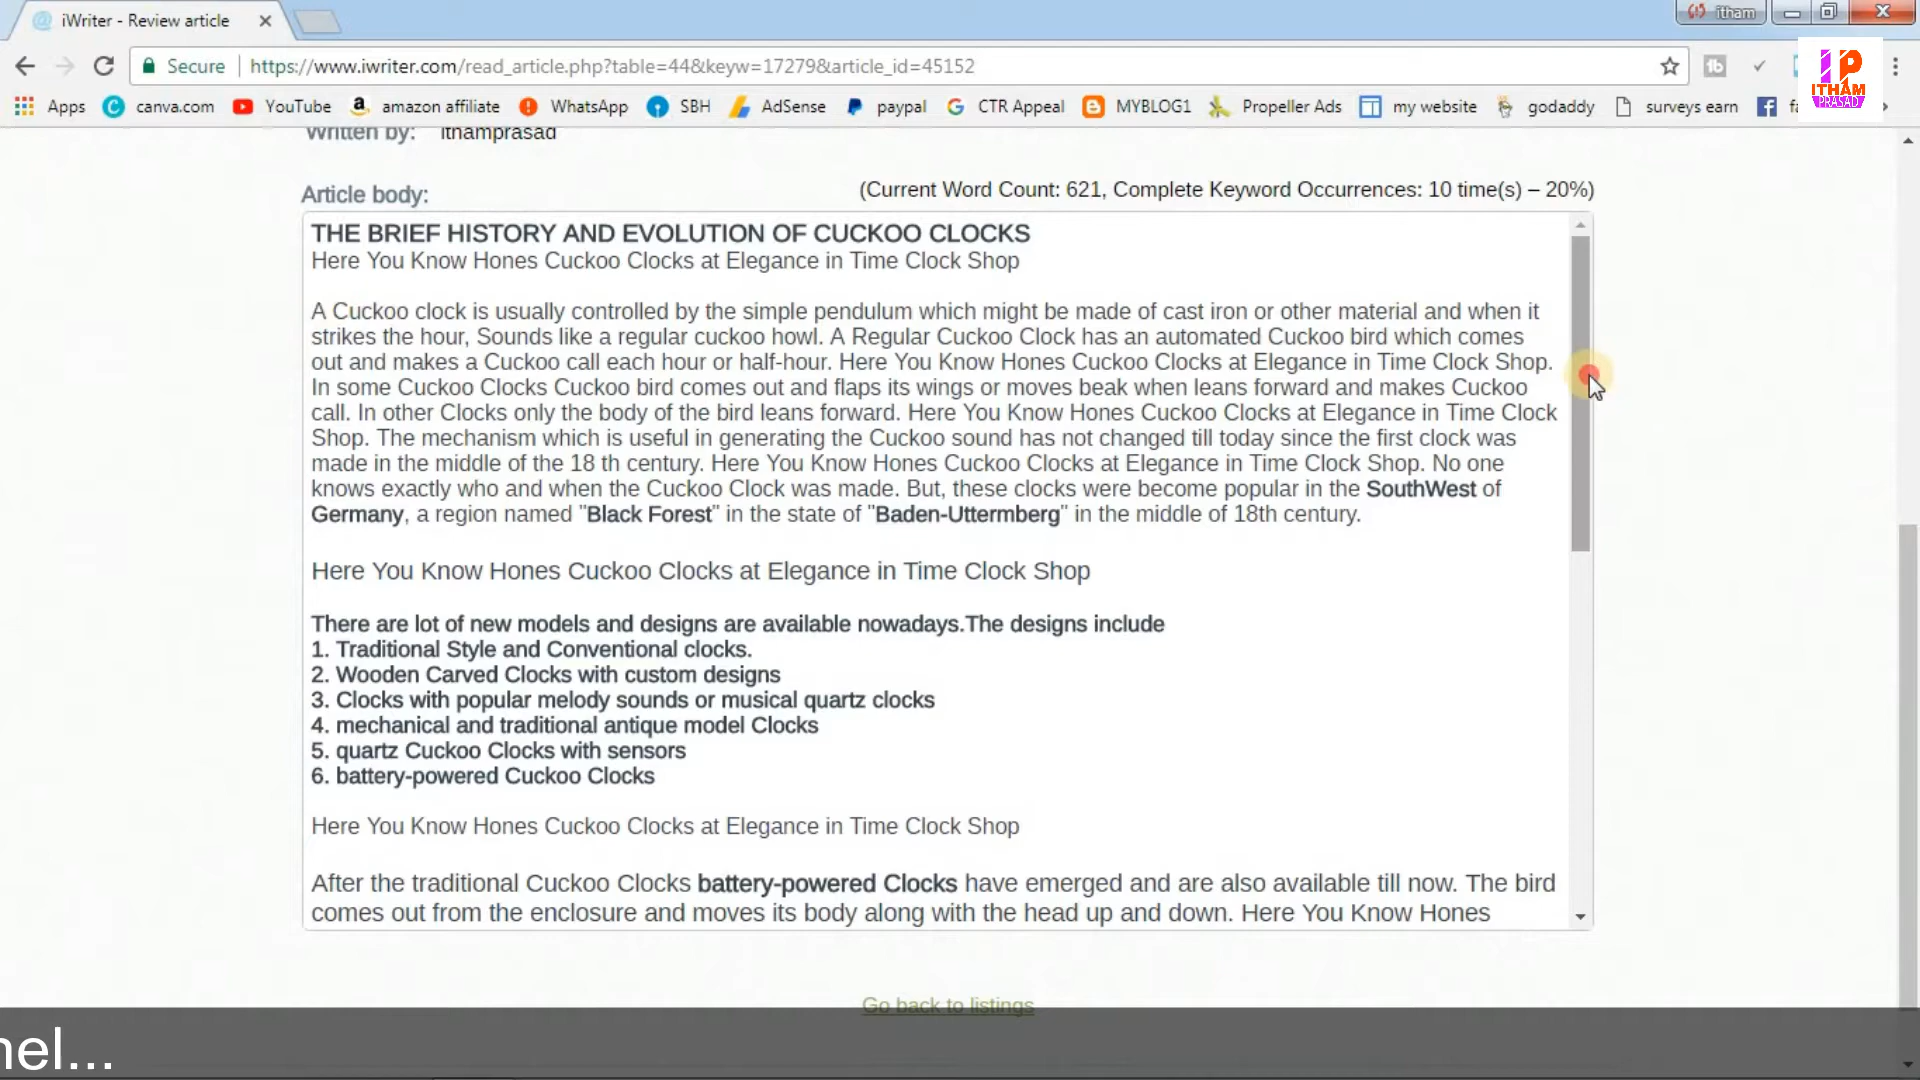 iWriter - Review article
itham
Secure
https://www.iwriter.com/read_article.php?table=44&keyw=17279&article_id=45152
IP
ITHAM
PRASAD
Apps canva.com YouTube amazon affiliate WhatsApp SBH AdSense paypal CTR Appeal MYBLOG1 Propeller Ads my website godaddy surveys earn
Written by: ithamprasad
Article body:
(Current Word Count: 621, Complete Keyword Occurrences: 10 time(s) – 20%)
THE BRIEF HISTORY AND EVOLUTION OF CUCKOO CLOCKS
Here You Know Hones Cuckoo Clocks at Elegance in Time Clock Shop
A Cuckoo clock is usually controlled by the simple pendulum which might be made of cast iron or other material and when it
strikes the hour, Sounds like a regular cuckoo howl. A Regular Cuckoo Clock has an automated Cuckoo bird which comes
out and makes a Cuckoo call each hour or half-hour. Here You Know Hones Cuckoo Clocks at Elegance in Time Clock Shop.
In some Cuckoo Clocks Cuckoo bird comes out and flaps its wings or moves beak when leans forward and makes Cuckoo
call. In other Clocks only the body of the bird leans forward. Here You Know Hones Cuckoo Clocks at Elegance in Time Clock
Shop. The mechanism which is useful in generating the Cuckoo sound has not changed till today since the first clock was
made in the middle of the 18 th century. Here You Know Hones Cuckoo Clocks at Elegance in Time Clock Shop. No one
knows exactly who and when the Cuckoo Clock was made. But, these clocks were become popular in the SouthWest of
Germany, a region named "Black Forest" in the state of "Baden-Uttermberg" in the middle of 18th century.
Here You Know Hones Cuckoo Clocks at Elegance in Time Clock Shop
There are lot of new models and designs are available nowadays.The designs include
1. Traditional Style and Conventional clocks.
2. Wooden Carved Clocks with custom designs
3. Clocks with popular melody sounds or musical quartz clocks
4. mechanical and traditional antique model Clocks
5. quartz Cuckoo Clocks with sensors
6. battery-powered Cuckoo Clocks
Here You Know Hones Cuckoo Clocks at Elegance in Time Clock Shop
After the traditional Cuckoo Clocks battery-powered Clocks have emerged and are also available till now. The bird
comes out from the enclosure and moves its body along with the head up and down. Here You Know Hones
Go back to listings
nel...